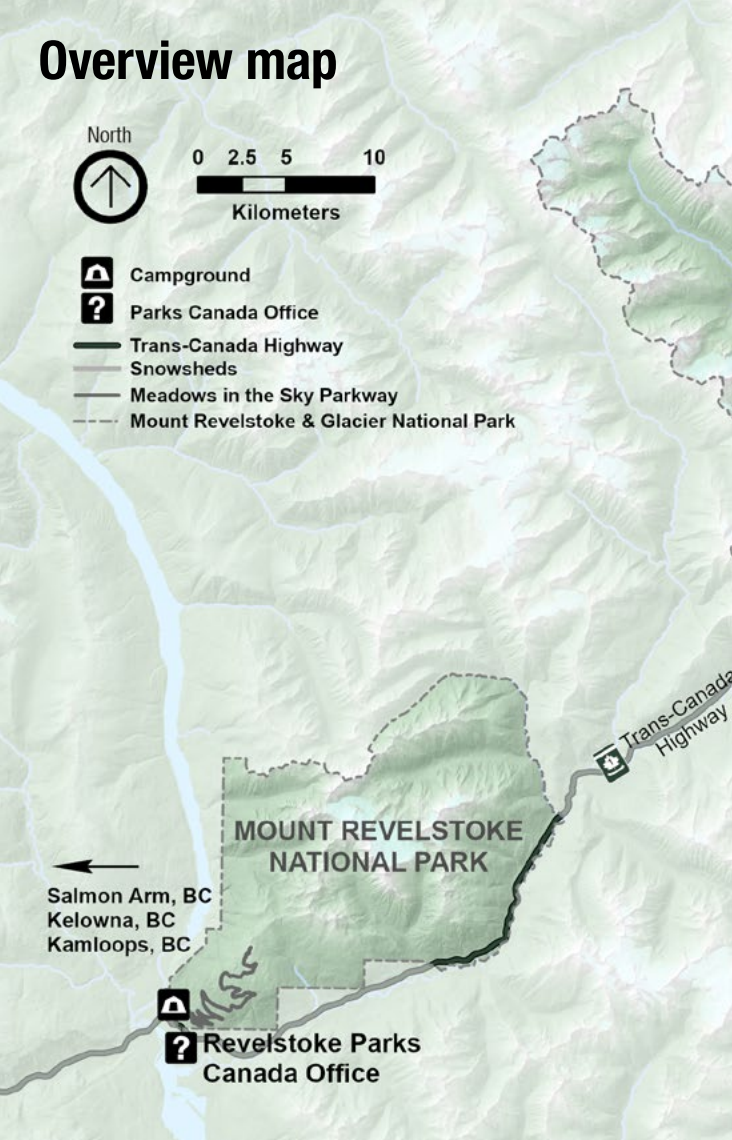 Overview map
North
0 2.5 5 10
Kilometers
Campground
? Parks Canada Office
Trans-Canada Highway
Snowsheds
Meadows in the Sky Parkway
Mount Revelstoke & Glacier National Park
Trans-Canada
Highway
MOUNT REVELSTOKE
NATIONAL PARK
Salmon Arm, BC
Kelowna, BC
Kamloops, BC
? Revelstoke Parks
Canada Office